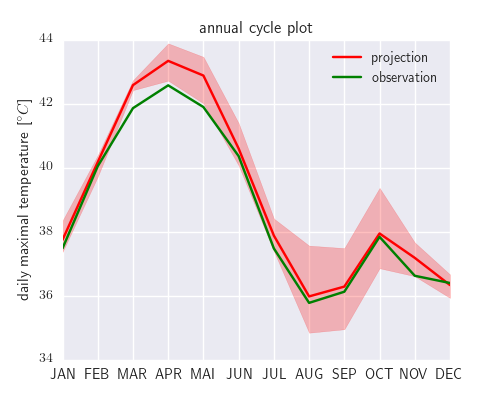 annual cycle plot
daily maximal temperature [°C]
44
42
40
38
36
34
projection
observation
JAN FEB MAR APR MAI JUN JUL AUG SEP OCT NOV DEC